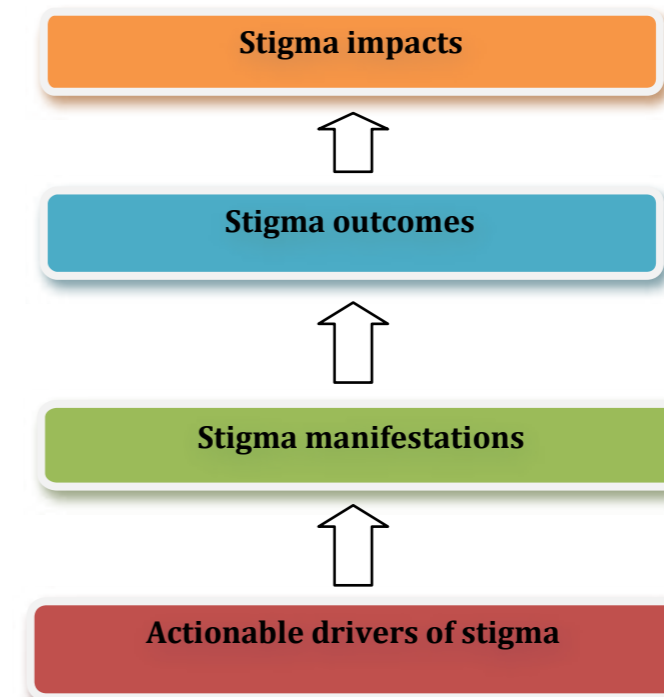 Stigma impacts
Stigma outcomes
Stigma manifestations
Actionable drivers of stigma